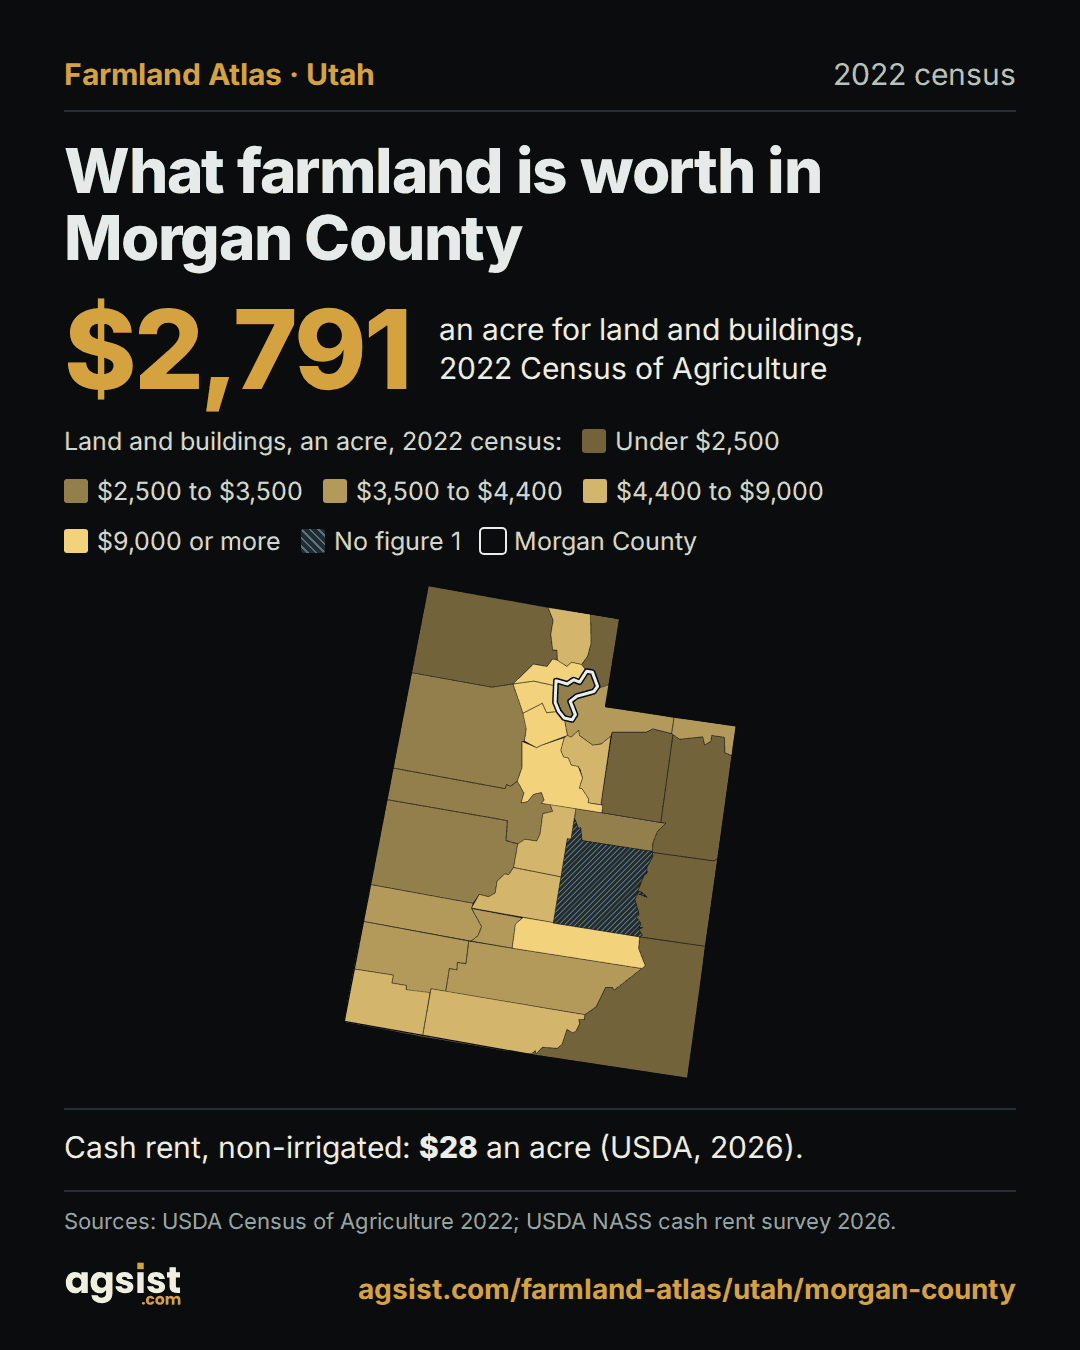 Farmland Atlas · Utah
2022 census
What farmland is worth in
Morgan County
$2,791
an acre for land and buildings,
2022 Census of Agriculture
Land and buildings, an acre, 2022 census: Under $2,500
$2,500 to $3,500 $3,500 to $4,400 $4,400 to $9,000
$9,000 or more No figure 1 Morgan County
Cash rent, non-irrigated: $28 an acre (USDA, 2026).
Sources: USDA Census of Agriculture 2022; USDA NASS cash rent survey 2026.
agsist
.com
agsist.com/farmland-atlas/utah/morgan-county